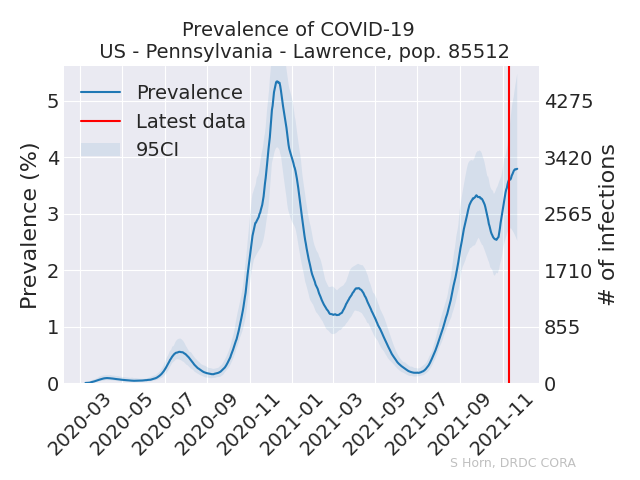 Prevalence of COVID-19
US - Pennsylvania - Lawrence, pop. 85512
Prevalence
Latest data
95CI
Prevalence (%)
5
4
3
2
1
0
4275
3420
2565
1710
855
0
# of infections
2020-03
2020-05
2020-07
2020-09
2020-11
2021-01
2021-03
2021-05
2021-07
2021-09
2021-11
S Horn, DRDC CORA